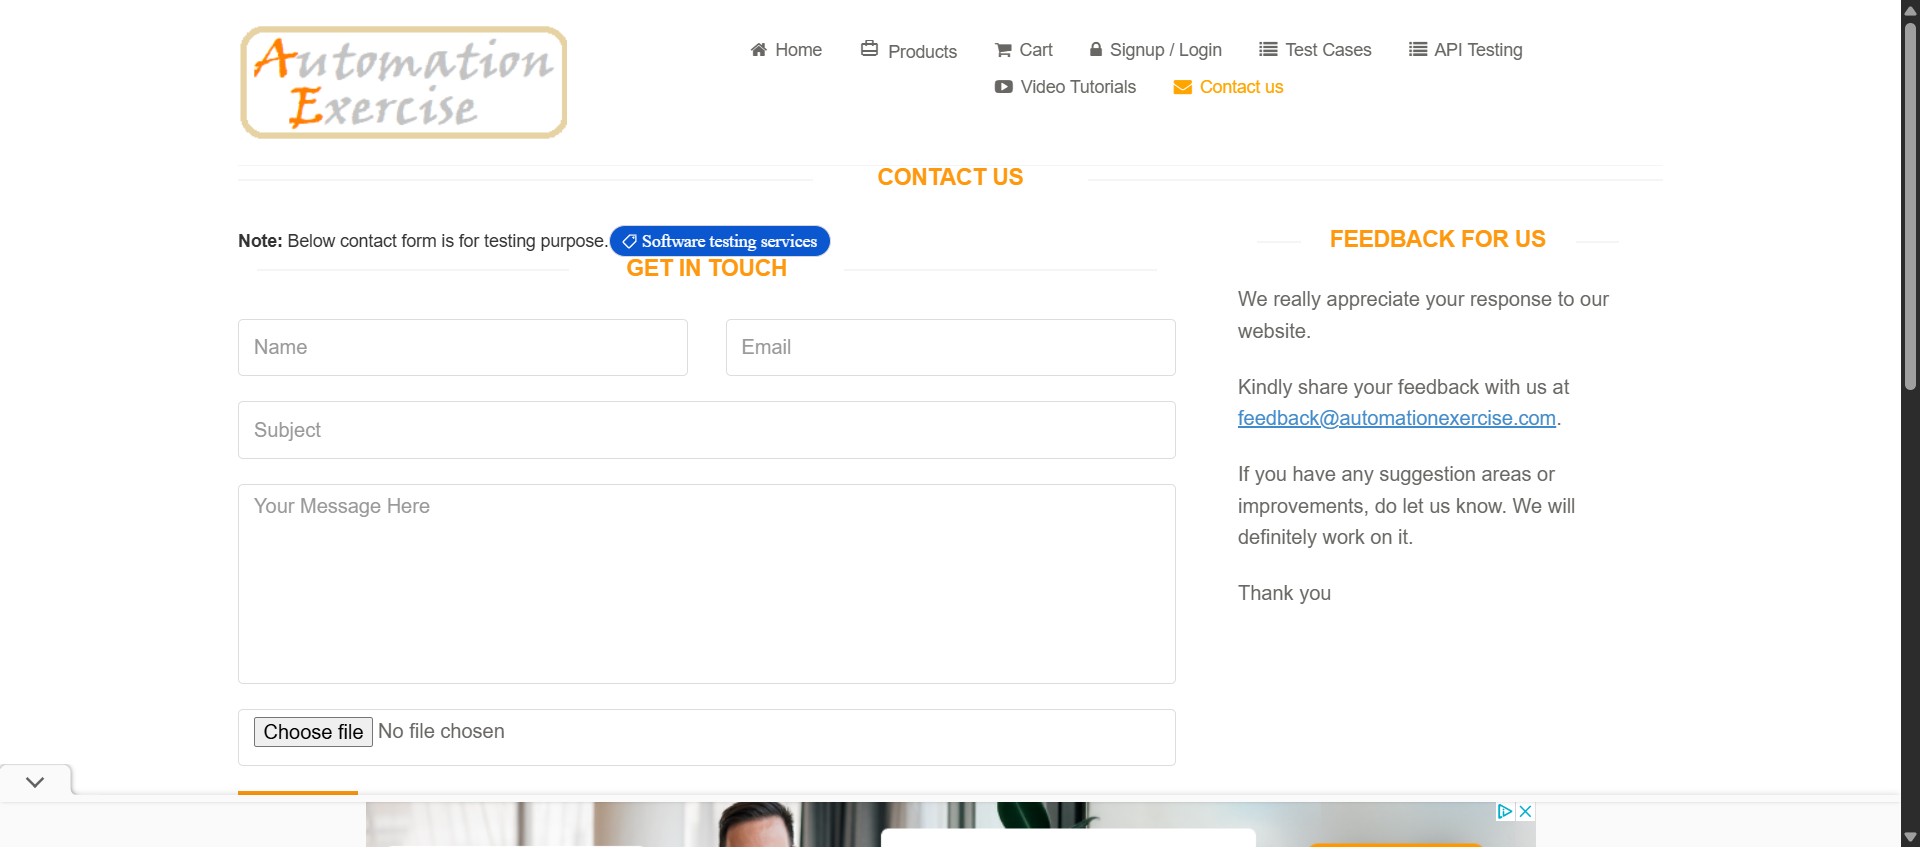 Automation
Exercise
Home
Products
Cart
Signup / Login
Test Cases
API Testing
Video Tutorials
Contact us
CONTACT US
Note: Below contact form is for testing purpose.
Software testing services
GET IN TOUCH
Name
Email
Subject
Your Message Here
Choose file No file chosen
FEEDBACK FOR US
We really appreciate your response to our
website.
Kindly share your feedback with us at
feedback@automationexercise.com.
If you have any suggestion areas or
improvements, do let us know. We will
definitely work on it.
Thank you